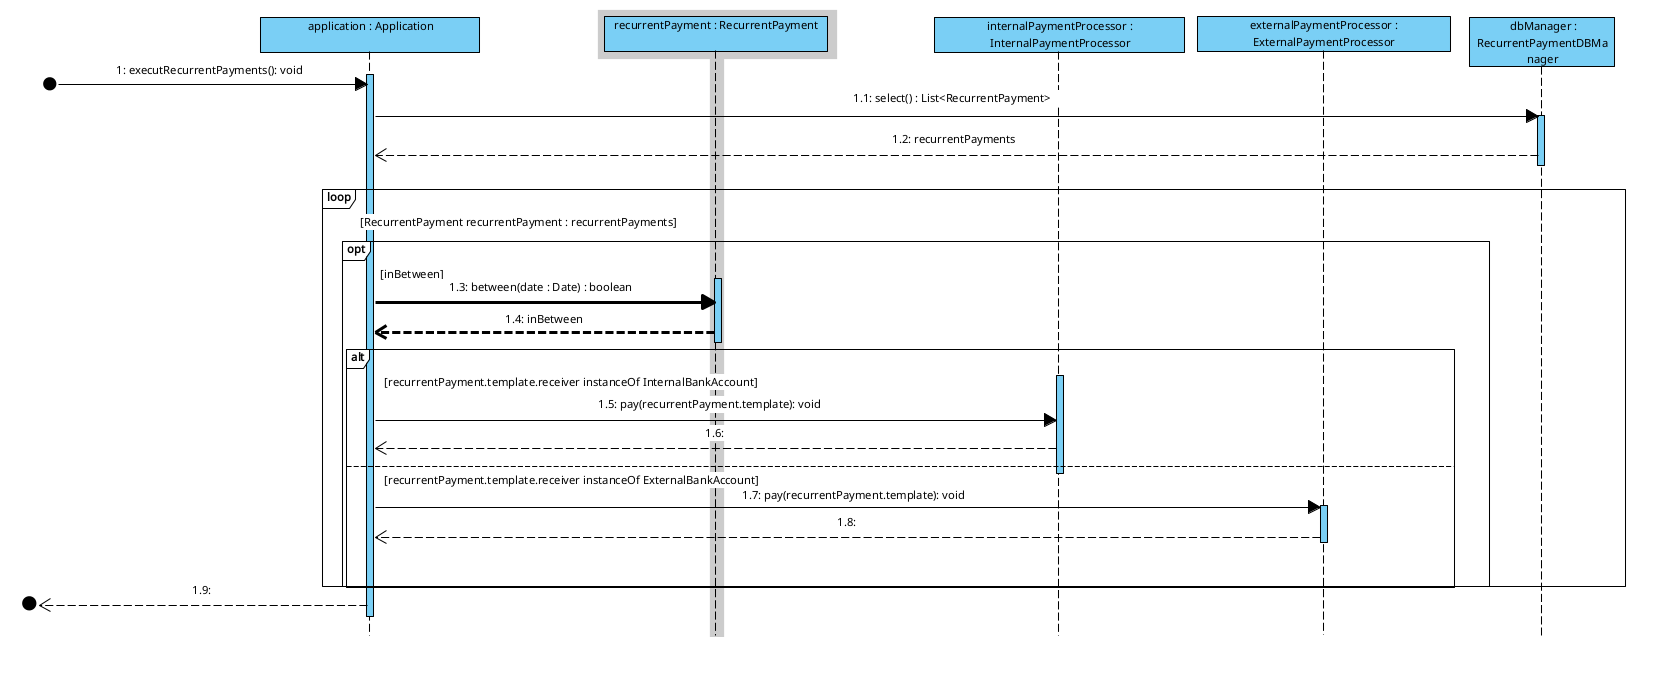 application : Application
recurrentPayment : RecurrentPayment
internalPaymentProcessor :
InternalPaymentProcessor
externalPaymentProcessor :
ExternalPaymentProcessor
dbManager :
RecurrentPaymentDBMa
nager
1: executRecurrentPayments(): void
1.1: select() : List<RecurrentPayment>
1.2: recurrentPayments
loop
[RecurrentPayment recurrentPayment : recurrentPayments]
opt
[inBetween]
1.3: between(date : Date) : boolean
1.4: inBetween
alt
[recurrentPayment.template.receiver instanceOf InternalBankAccount]
1.5: pay(recurrentPayment.template): void
1.6:
[recurrentPayment.template.receiver instanceOf ExternalBankAccount]
1.7: pay(recurrentPayment.template): void
1.8:
1.9: